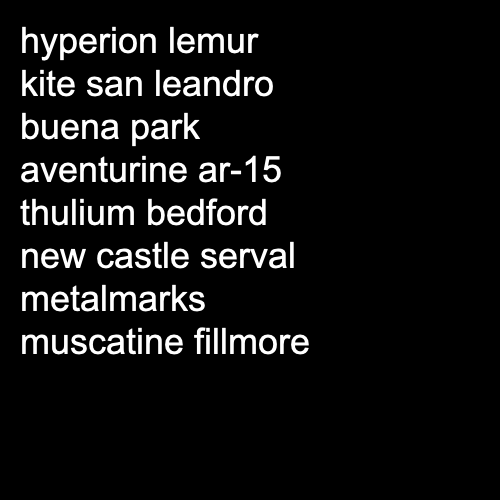 hyperion lemur
kite san leandro
buena park
aventurine ar-15
thulium bedford
new castle serval
metalmarks
muscatine fillmore